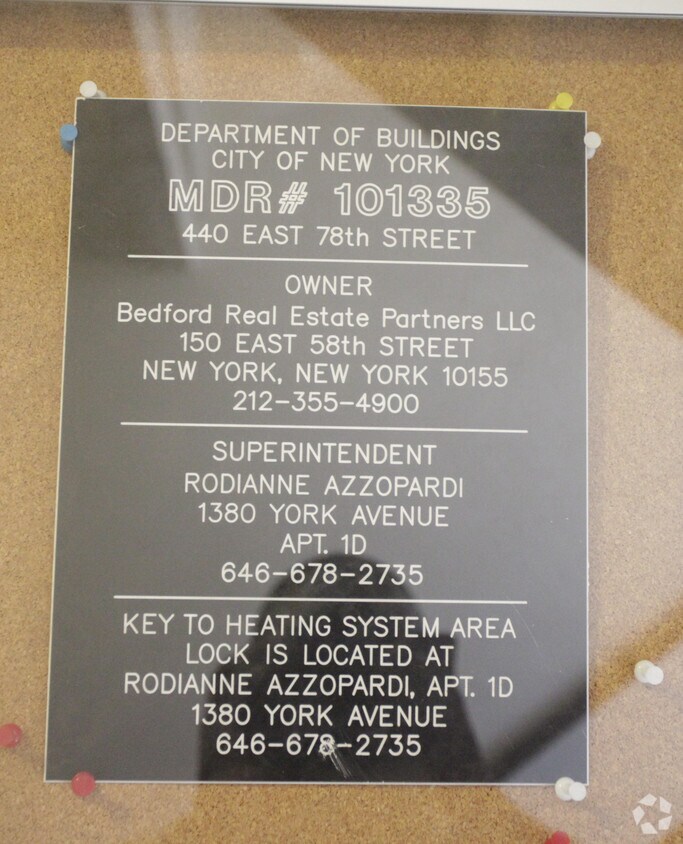 DEPARTMENT OF BUILDINGS
CITY OF NEW YORK
MDR# 101335
440 EAST 78th STREET
OWNER
Bedford Real Estate Partners LLC
150 EAST 58th STREET
NEW YORK, NEW YORK 10155
212-355-4900
SUPERINTENDENT
RODIANNE AZZOPARDI
1380 YORK AVENUE
APT. 1D
646-678-2735
KEY TO HEATING SYSTEM AREA
LOCK IS LOCATED AT
RODIANNE AZZOPARDI, APT. 1D
1380 YORK AVENUE
646-678-2735